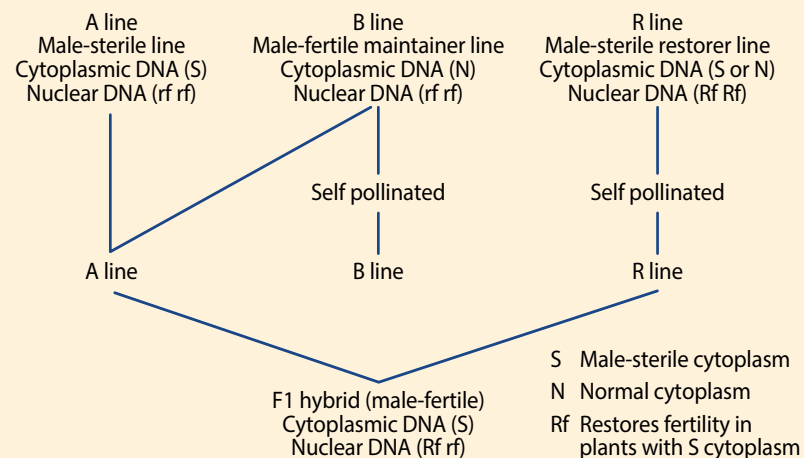 A line
Male-sterile line
Cytoplasmic DNA (S)
Nuclear DNA (rf rf)
B line
Male-fertile maintainer line
Cytoplasmic DNA (N)
Nuclear DNA (rf rf)
R line
Male-sterile restorer line
Cytoplasmic DNA (S or N)
Nuclear DNA (Rf Rf)
Self pollinated
Self pollinated
A line
B line
R line
F1 hybrid (male-fertile)
Cytoplasmic DNA (S)
Nuclear DNA (Rf rf)
S Male-sterile cytoplasm
N Normal cytoplasm
Rf Restores fertility in
plants with S cytoplasm